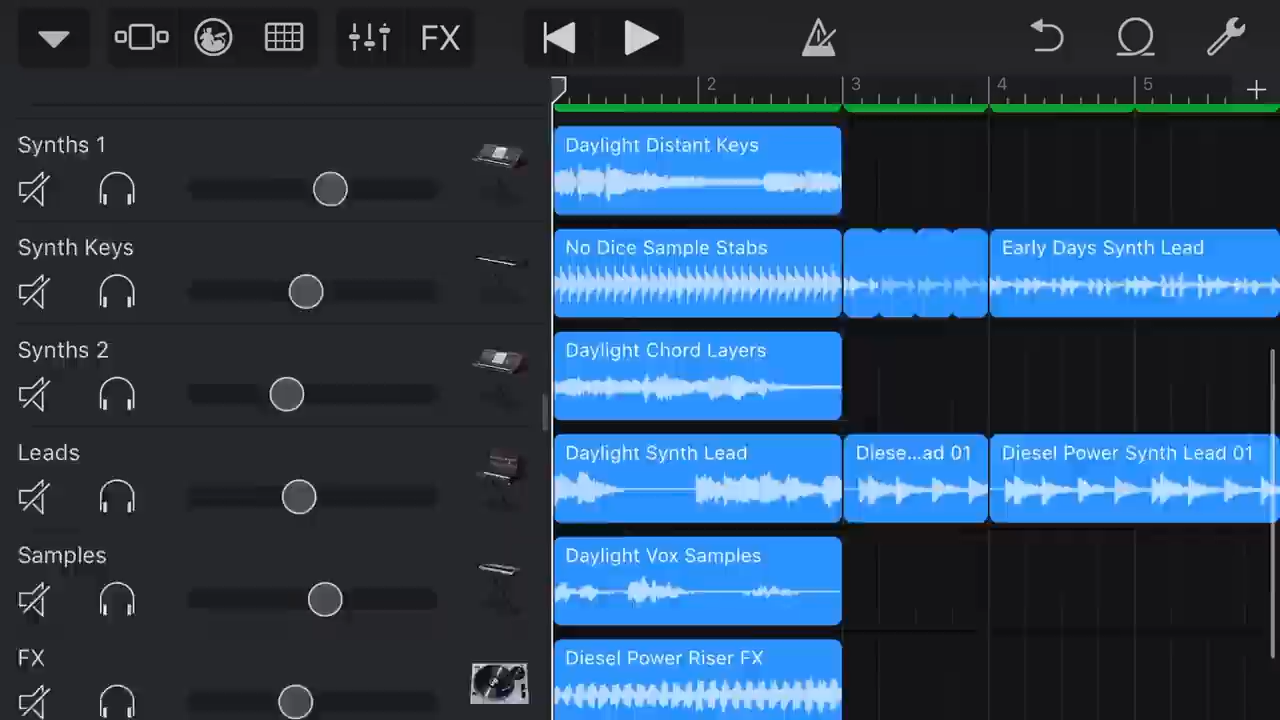 FX
2 3 4 5 +
Synths 1
Daylight Distant Keys
Synth Keys
No Dice Sample Stabs
Early Days Synth Lead
Synths 2
Daylight Chord Layers
Leads
Daylight Synth Lead
Diese...ad 01
Diesel Power Synth Lead 01
Samples
Daylight Vox Samples
FX
Diesel Power Riser FX